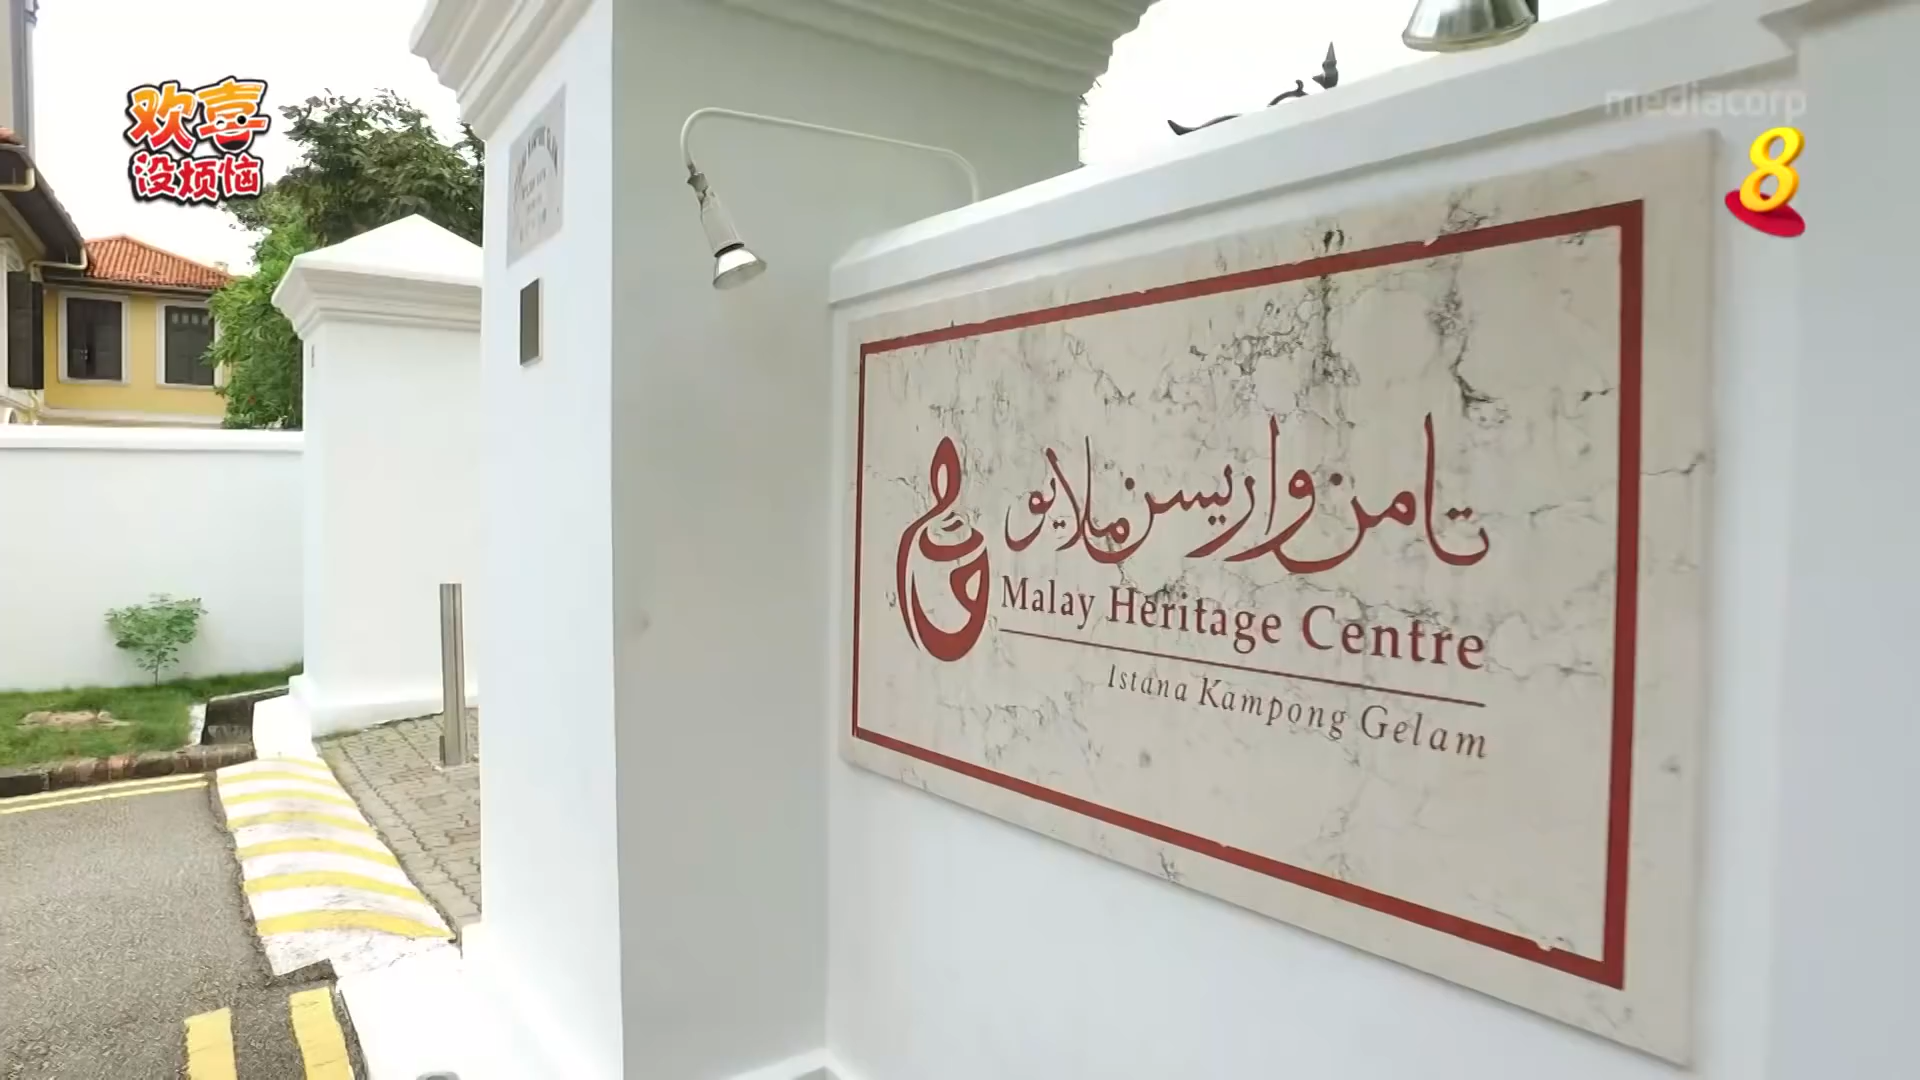 欢喜
没烦恼
mediacorp
8
تامن واريسن ملايو
Malay Heritage Centre
Istana Kampong Gelam